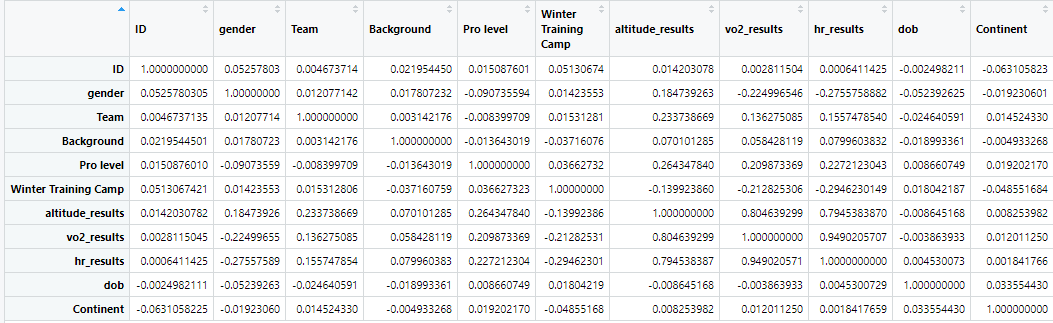 ID gender Team Background Pro level Winter Training Camp altitude_results vo2_results hr_results dob Continent
ID 1.0000000000 0.05257803 0.004673714 0.021954450 0.015087601 0.05130674 0.014203078 0.002811504 0.0006411425 -0.002498211 -0.063105823
gender 0.0525780305 1.00000000 0.012077142 0.017807232 -0.090735594 0.01423553 0.184739263 -0.224996546 -0.2755758882 -0.052392625 -0.019230601
Team 0.0046737135 0.01207714 1.000000000 0.003142176 -0.008399709 0.01531281 0.233738669 0.136275085 0.1557478540 -0.024640591 0.014524330
Background 0.0219544501 0.01780723 0.003142176 1.000000000 -0.013643019 -0.03716076 0.070101285 0.058428119 0.0799603832 -0.018993361 -0.004933268
Pro level 0.0150876010 -0.09073559 -0.008399709 -0.013643019 1.000000000 0.03662732 0.264347840 0.209873369 0.2272123043 0.008660749 0.019202170
Winter Training Camp 0.0513067421 0.01423553 0.015312806 -0.037160759 0.036627323 1.00000000 -0.139923860 -0.212825306 -0.2946230149 0.018042187 -0.048551684
altitude_results 0.0142030782 0.18473926 0.233738669 0.070101285 0.264347840 -0.13992386 1.000000000 0.804639299 0.7945383870 -0.008645168 0.008253982
vo2_results 0.0028115045 -0.22499655 0.136275085 0.058428119 0.209873369 -0.21282531 0.804639299 1.000000000 0.9490205707 -0.003863933 0.012011250
hr_results 0.0006411425 -0.27557589 0.155747854 0.079960383 0.227212304 -0.29462301 0.794538387 0.949020571 1.0000000000 0.004530073 0.001841766
dob -0.0024982111 -0.05239263 -0.024640591 -0.018993361 0.008660749 0.01804219 -0.008645168 -0.003863933 0.0045300729 1.000000000 0.033554430
Continent -0.0631058225 -0.01923060 0.014524330 -0.004933268 0.019202170 -0.04855168 0.008253982 0.012011250 0.0018417659 0.033554430 1.000000000